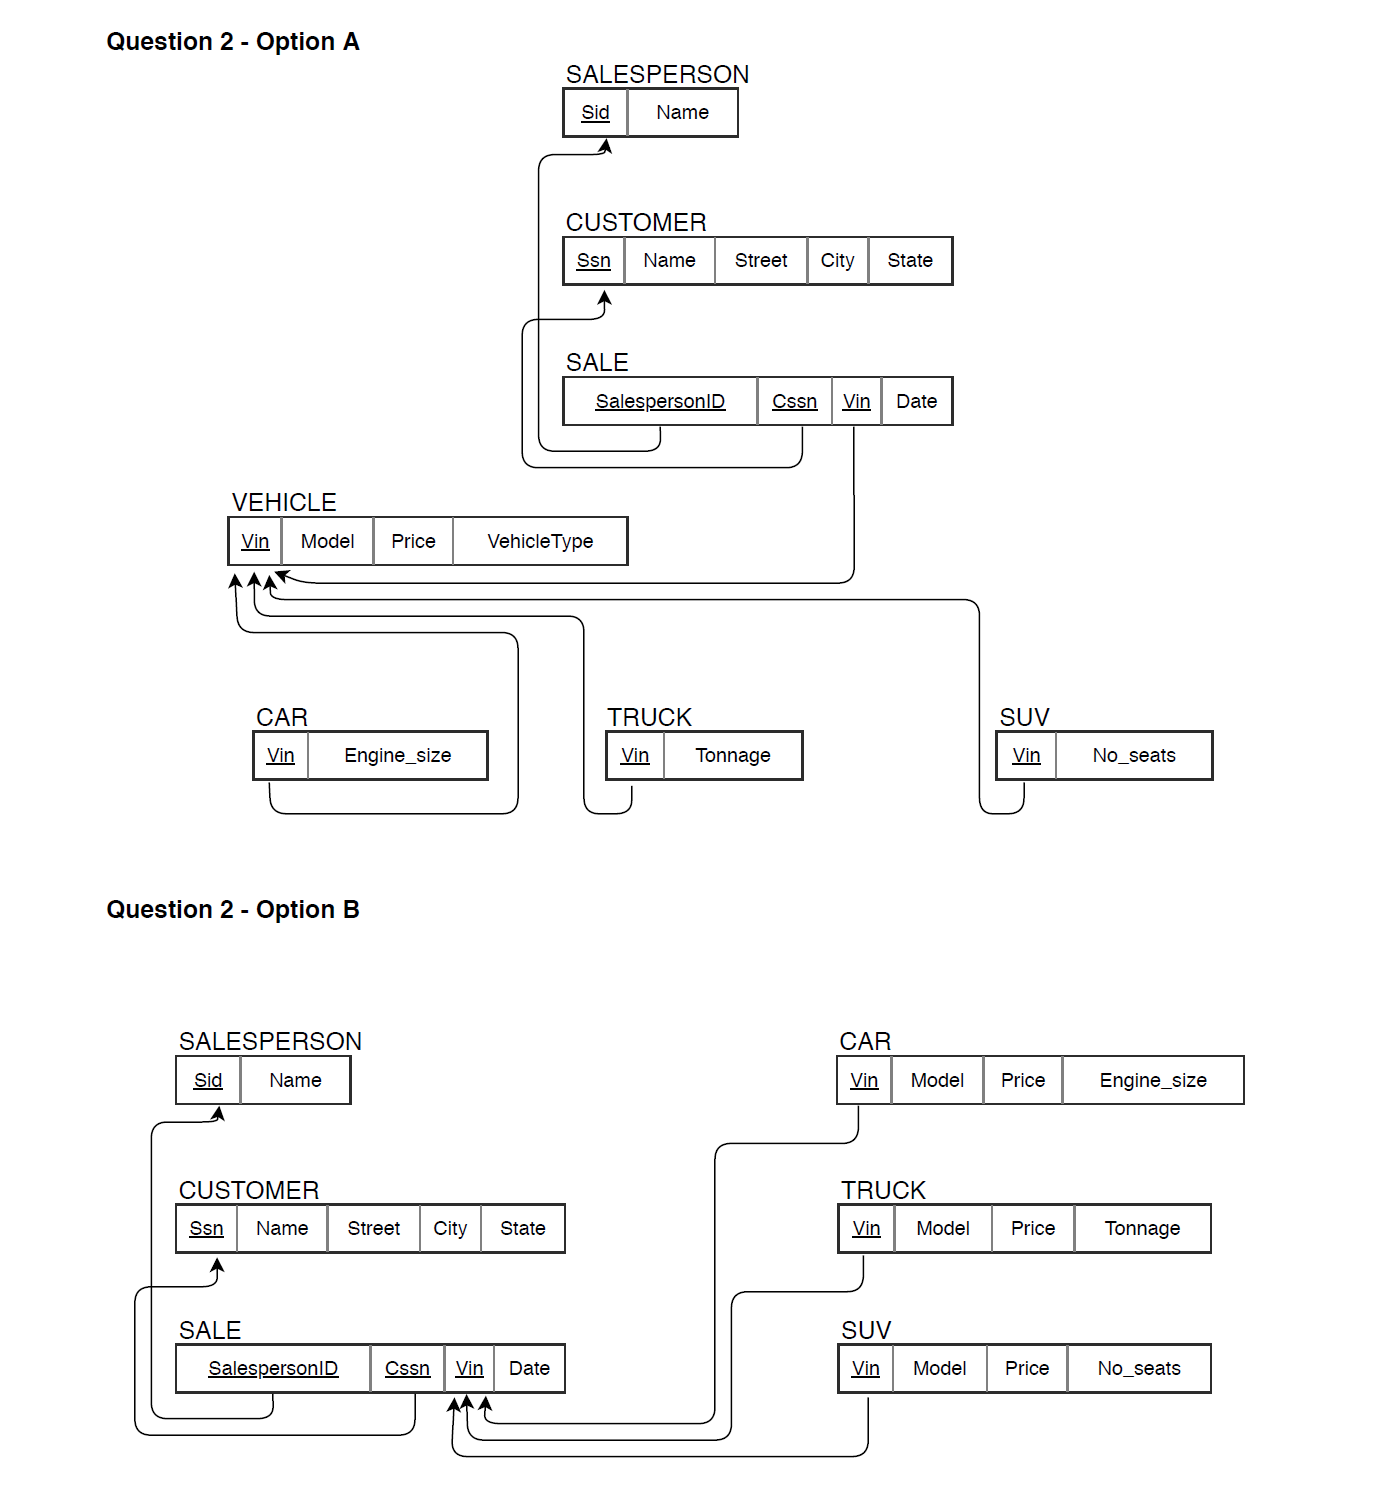 Question 2 - Option A
SALESPERSON
Sid Name
CUSTOMER
Ssn Name Street City State
SALE
SalespersonID Cssn Vin Date
VEHICLE
Vin Model Price VehicleType
CAR
Vin Engine_size
TRUCK
Vin Tonnage
SUV
Vin No_seats
Question 2 - Option B
SALESPERSON
Sid Name
CUSTOMER
Ssn Name Street City State
SALE
SalespersonID Cssn Vin Date
CAR
Vin Model Price Engine_size
TRUCK
Vin Model Price Tonnage
SUV
Vin Model Price No_seats